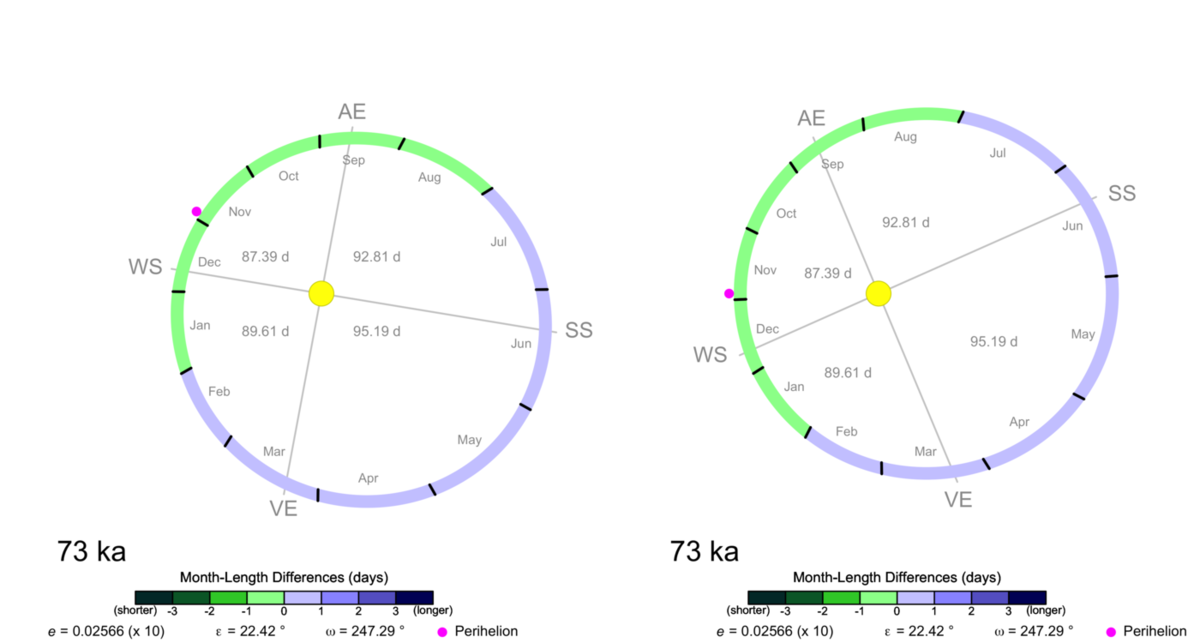 AE
Sep
Oct
Aug
Nov
Jul
WS
Dec
87.39 d
92.81 d
Jan
89.61 d
95.19 d
SS
Jun
Feb
Mar
May
Apr
VE
73 ka
Month-Length Differences (days)
(shorter) -3 -2 -1 0 1 2 3 (longer)
e = 0.02566 (x 10) ε = 22.42 ° ω = 247.29 ° Perihelion
AE
Aug
Jul
Sep
SS
Oct
92.81 d
Jun
Nov
87.39 d
Dec
May
95.19 d
WS
89.61 d
Jan
Feb
Apr
Mar
VE
73 ka
Month-Length Differences (days)
(shorter) -3 -2 -1 0 1 2 3 (longer)
e = 0.02566 (x 10) ε = 22.42 ° ω = 247.29 ° Perihelion